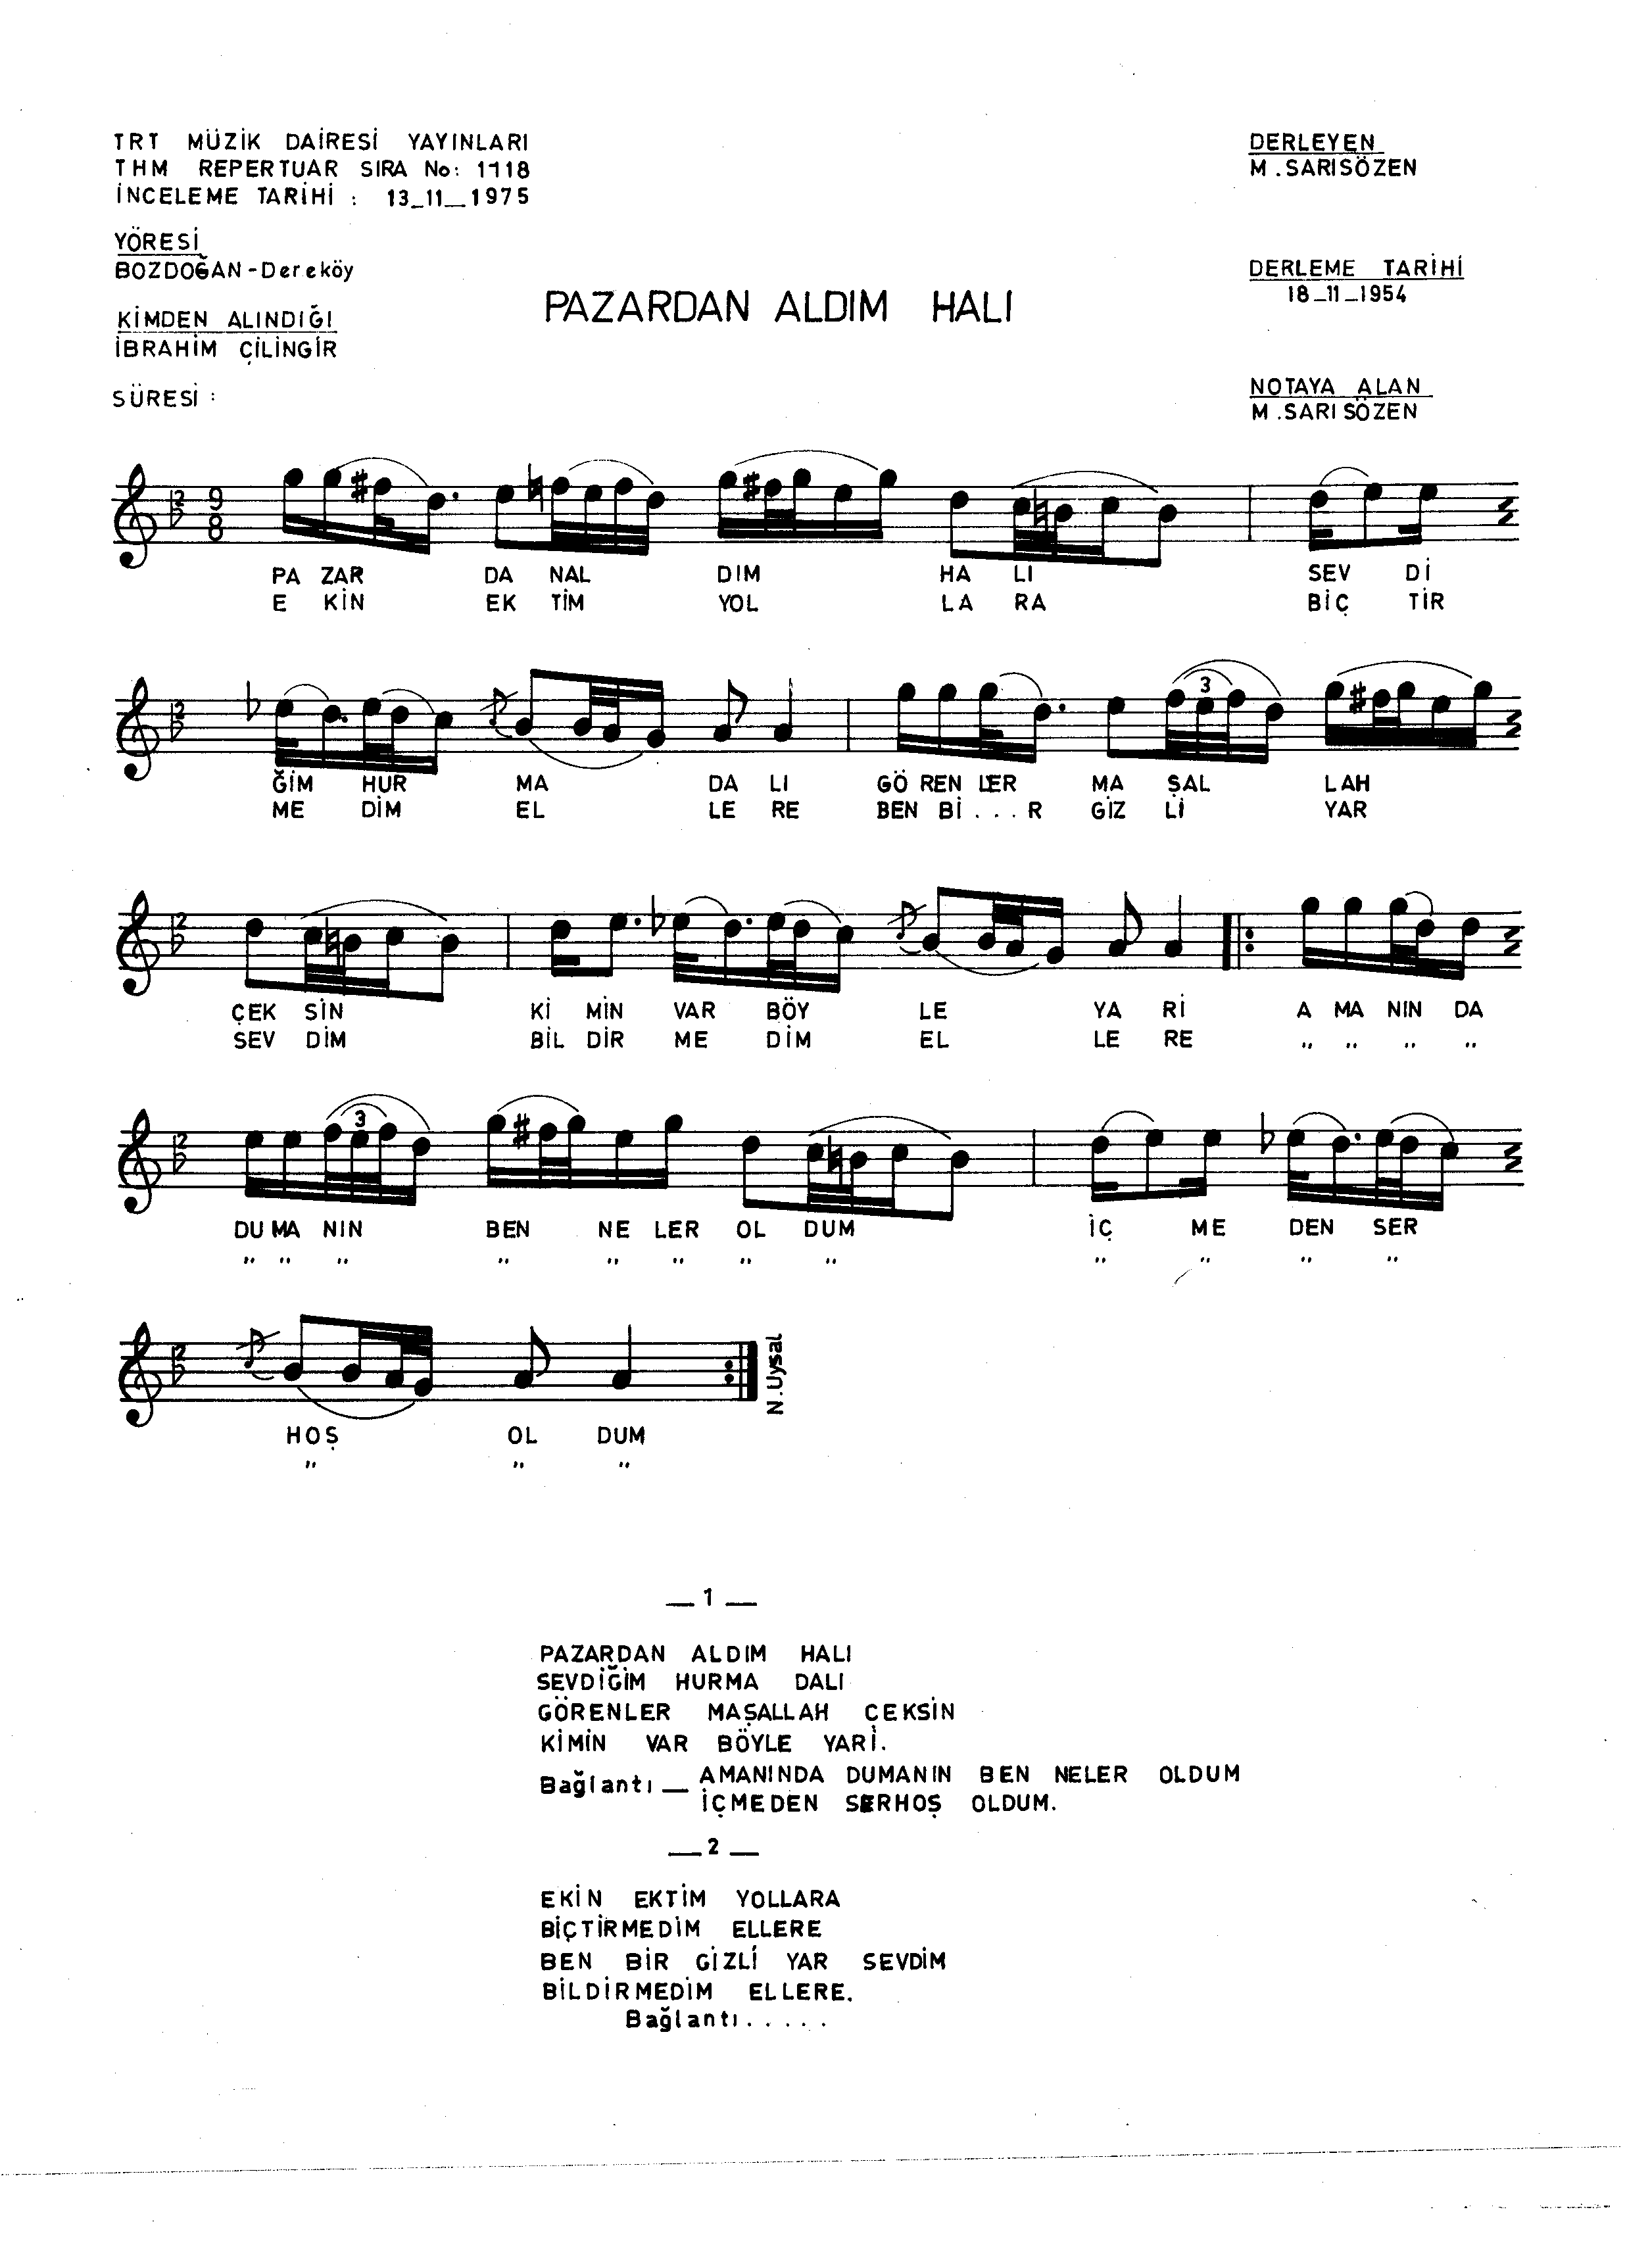 TRT MÜZİK DAİRESİ YAYINLARI
THM REPERTUAR SIRA No: 1118
İNCELEME TARİHİ : 13_11_1975
YÖRESİ
BOZDOĞAN-Dereköy
KİMDEN ALINDIĞI
İBRAHİM ÇİLİNGİR
SÜRESİ :
PAZARDAN ALDIM HALI
DERLEYEN
M.SARISÖZEN
DERLEME TARİHİ
18_11_1954
NOTAYA ALAN
M.SARISÖZEN
9
8
PA ZAR DA NAL DIM HA LI SEV Dİ
E KİN EK TİM YOL LA RA BİÇ TİR
3
ĞİM HUR MA DA LI GÖ REN LER MA ŞAL LAH
ME DİM EL LE RE BEN Bİ...R GİZ Lİ YAR
ÇEK SİN Kİ MİN VAR BÖY LE YA Rİ A MA NIN DA
SEV DİM BİL DİR ME DİM EL LE RE " " " "
3
DU MA NIN BEN NE LER OL DUM İÇ ME DEN SER
" " " " " " " " " " " "
N.Uysal
HOŞ OL DUM
" " "
_1_
PAZARDAN ALDIM HALI
SEVDİĞİM HURMA DALI
GÖRENLER MAŞALLAH ÇEKSİN
KİMİN VAR BÖYLE YARİ.
Bağlantı_ AMANINDA DUMANIN BEN NELER OLDUM
İÇMEDEN SERHOŞ OLDUM.
_2_
EKİN EKTİM YOLLARA
BİÇTİRMEDİM ELLERE
BEN BİR GİZLİ YAR SEVDİM
BİLDİRMEDİM ELLERE.
Bağlantı.....